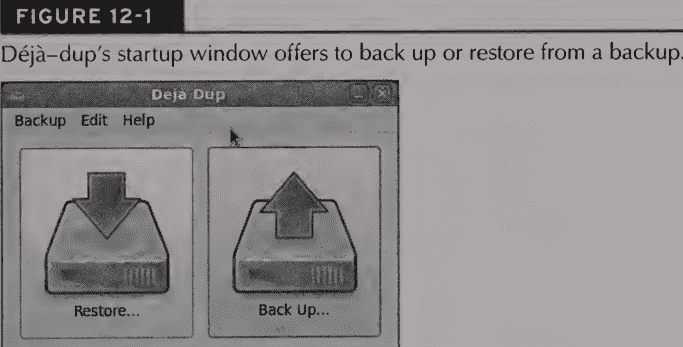 FIGURE 12-1
Déjà–dup's startup window offers to back up or restore from a backup.
Deja Dup
Backup Edit Help
Restore... Back Up...